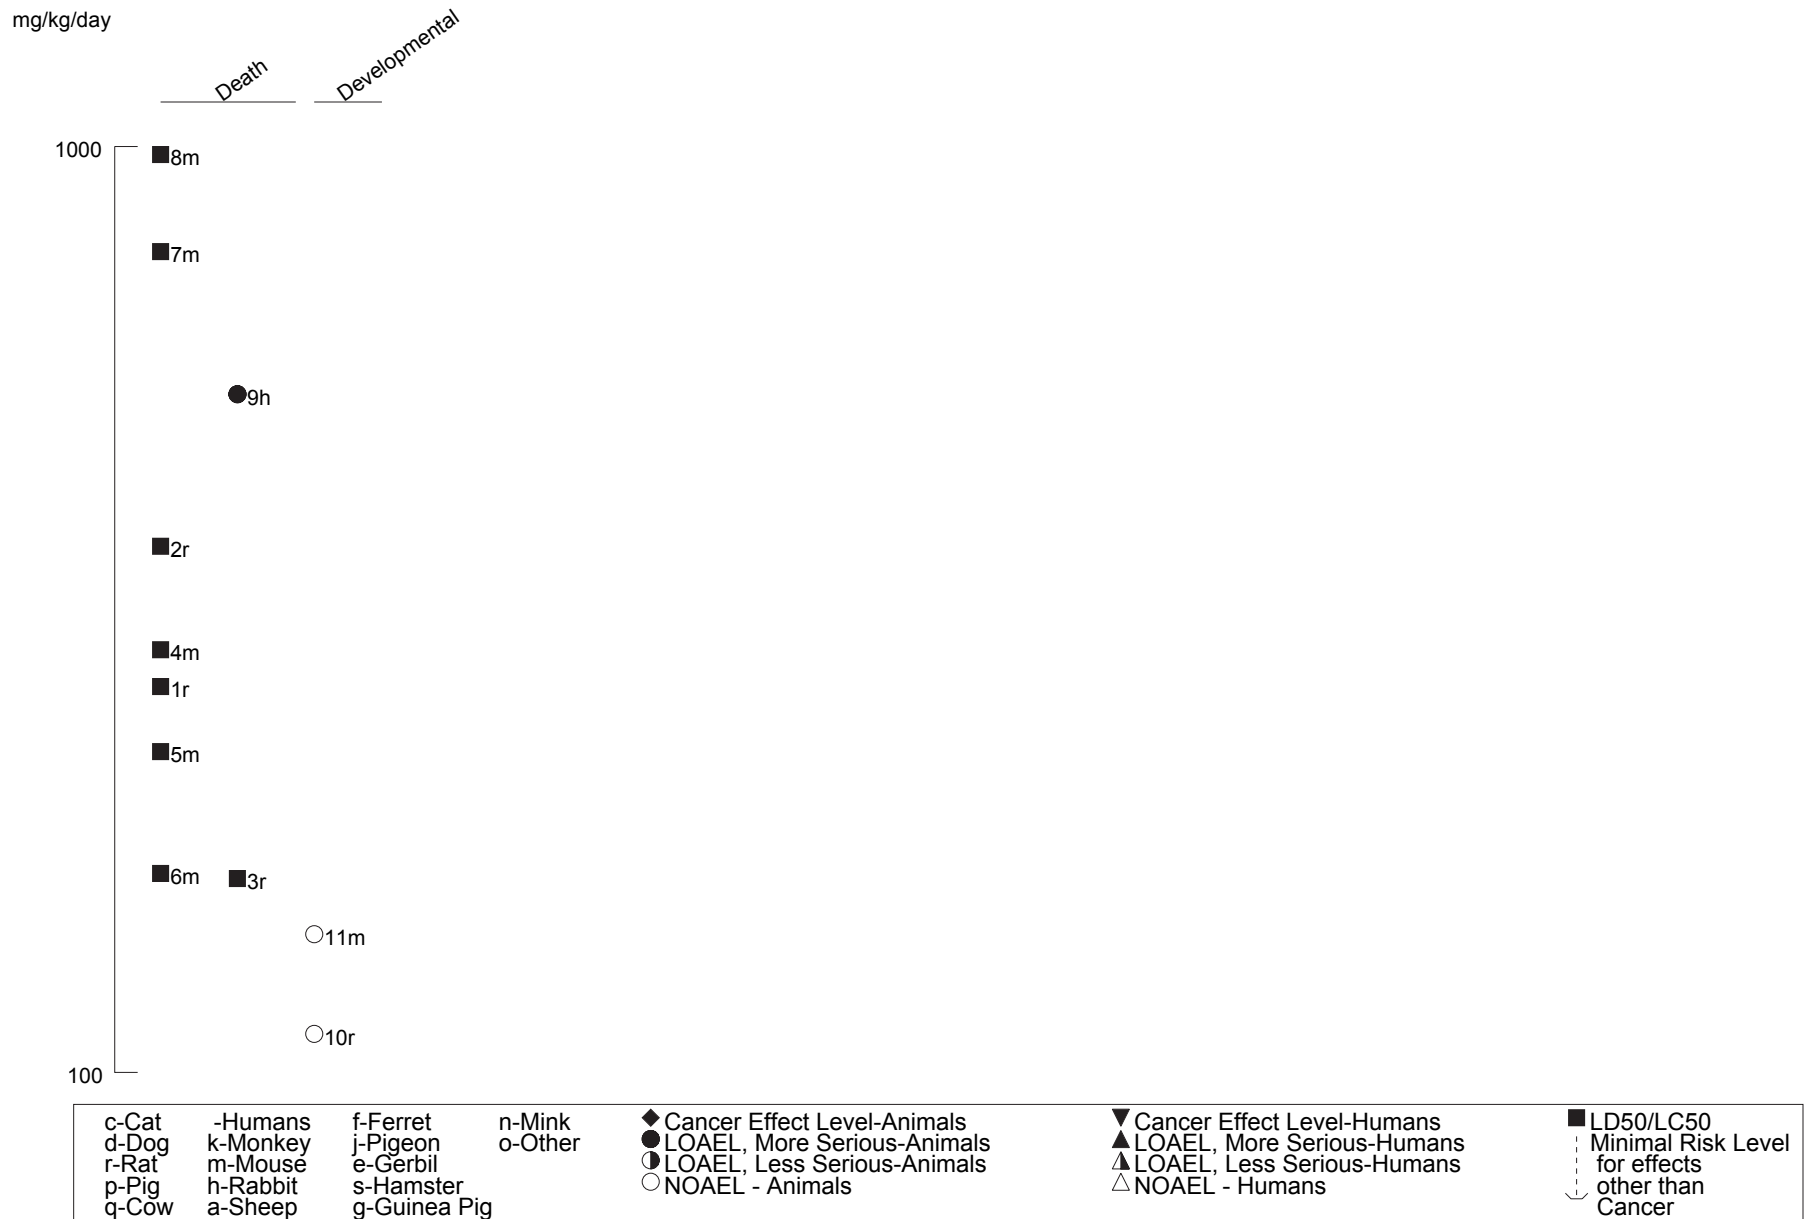 mg/kg/day
Death
Developmental
1000
8m
7m
9h
2r
4m
1r
5m
6m
3r
11m
10r
100
c-Cat -Humans f-Ferret n-Mink
d-Dog k-Monkey j-Pigeon o-Other
r-Rat m-Mouse e-Gerbil
p-Pig h-Rabbit s-Hamster
q-Cow a-Sheep g-Guinea Pig
Cancer Effect Level-Animals
LOAEL, More Serious-Animals
LOAEL, Less Serious-Animals
NOAEL - Animals
Cancer Effect Level-Humans
LOAEL, More Serious-Humans
LOAEL, Less Serious-Humans
NOAEL - Humans
LD50/LC50
Minimal Risk Level
for effects
other than
Cancer